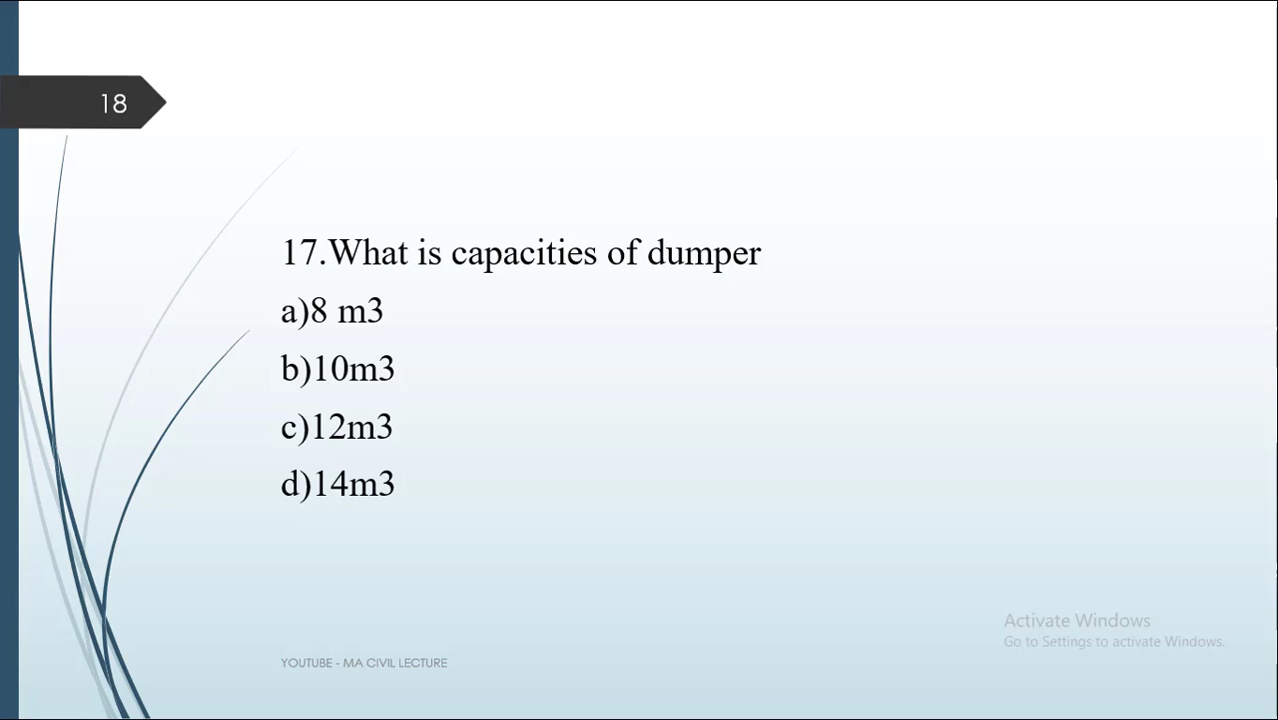 18
17.What is capacities of dumper
a)8 m3
b)10m3
c)12m3
d)14m3
Activate Windows
Go to Settings to activate Windows.
YOUTUBE - MA CIVIL LECTURE